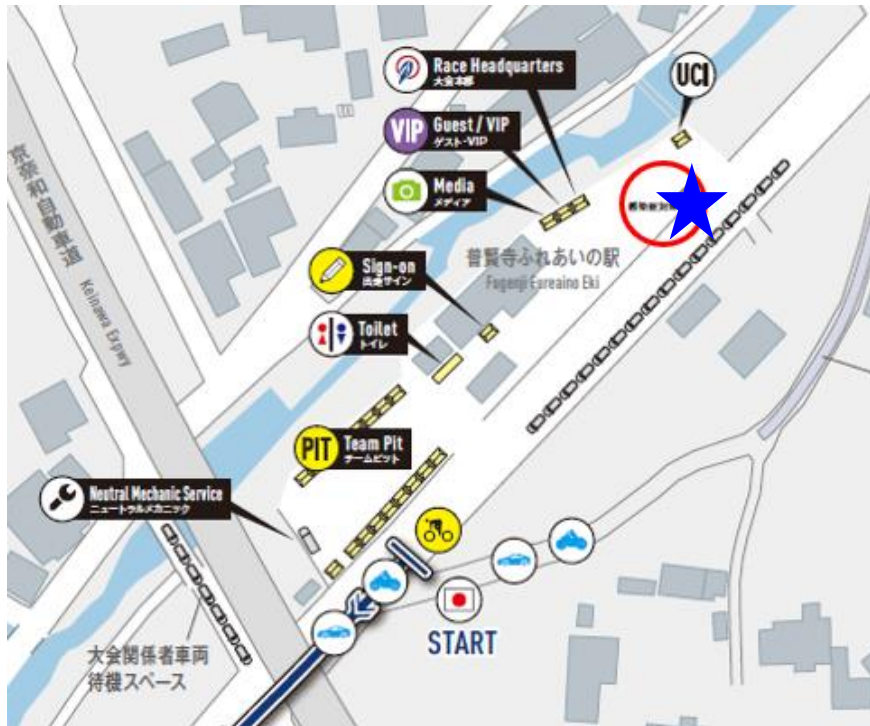 Race Headquarters
大会本部
UCI
VIP
Guest / VIP
ゲスト・VIP
Media
メディア
京奈和自動車道
Keinawa Expwy
普賢寺ふれあいの駅
Fugenji Fureaino Eki
Sign-on
出走サイン
Toilet
トイレ
PIT
Team Pit
チームピット
Neutral Mechanic Service
ニュートラルメカニック
START
大会関係者車両
待機スペース